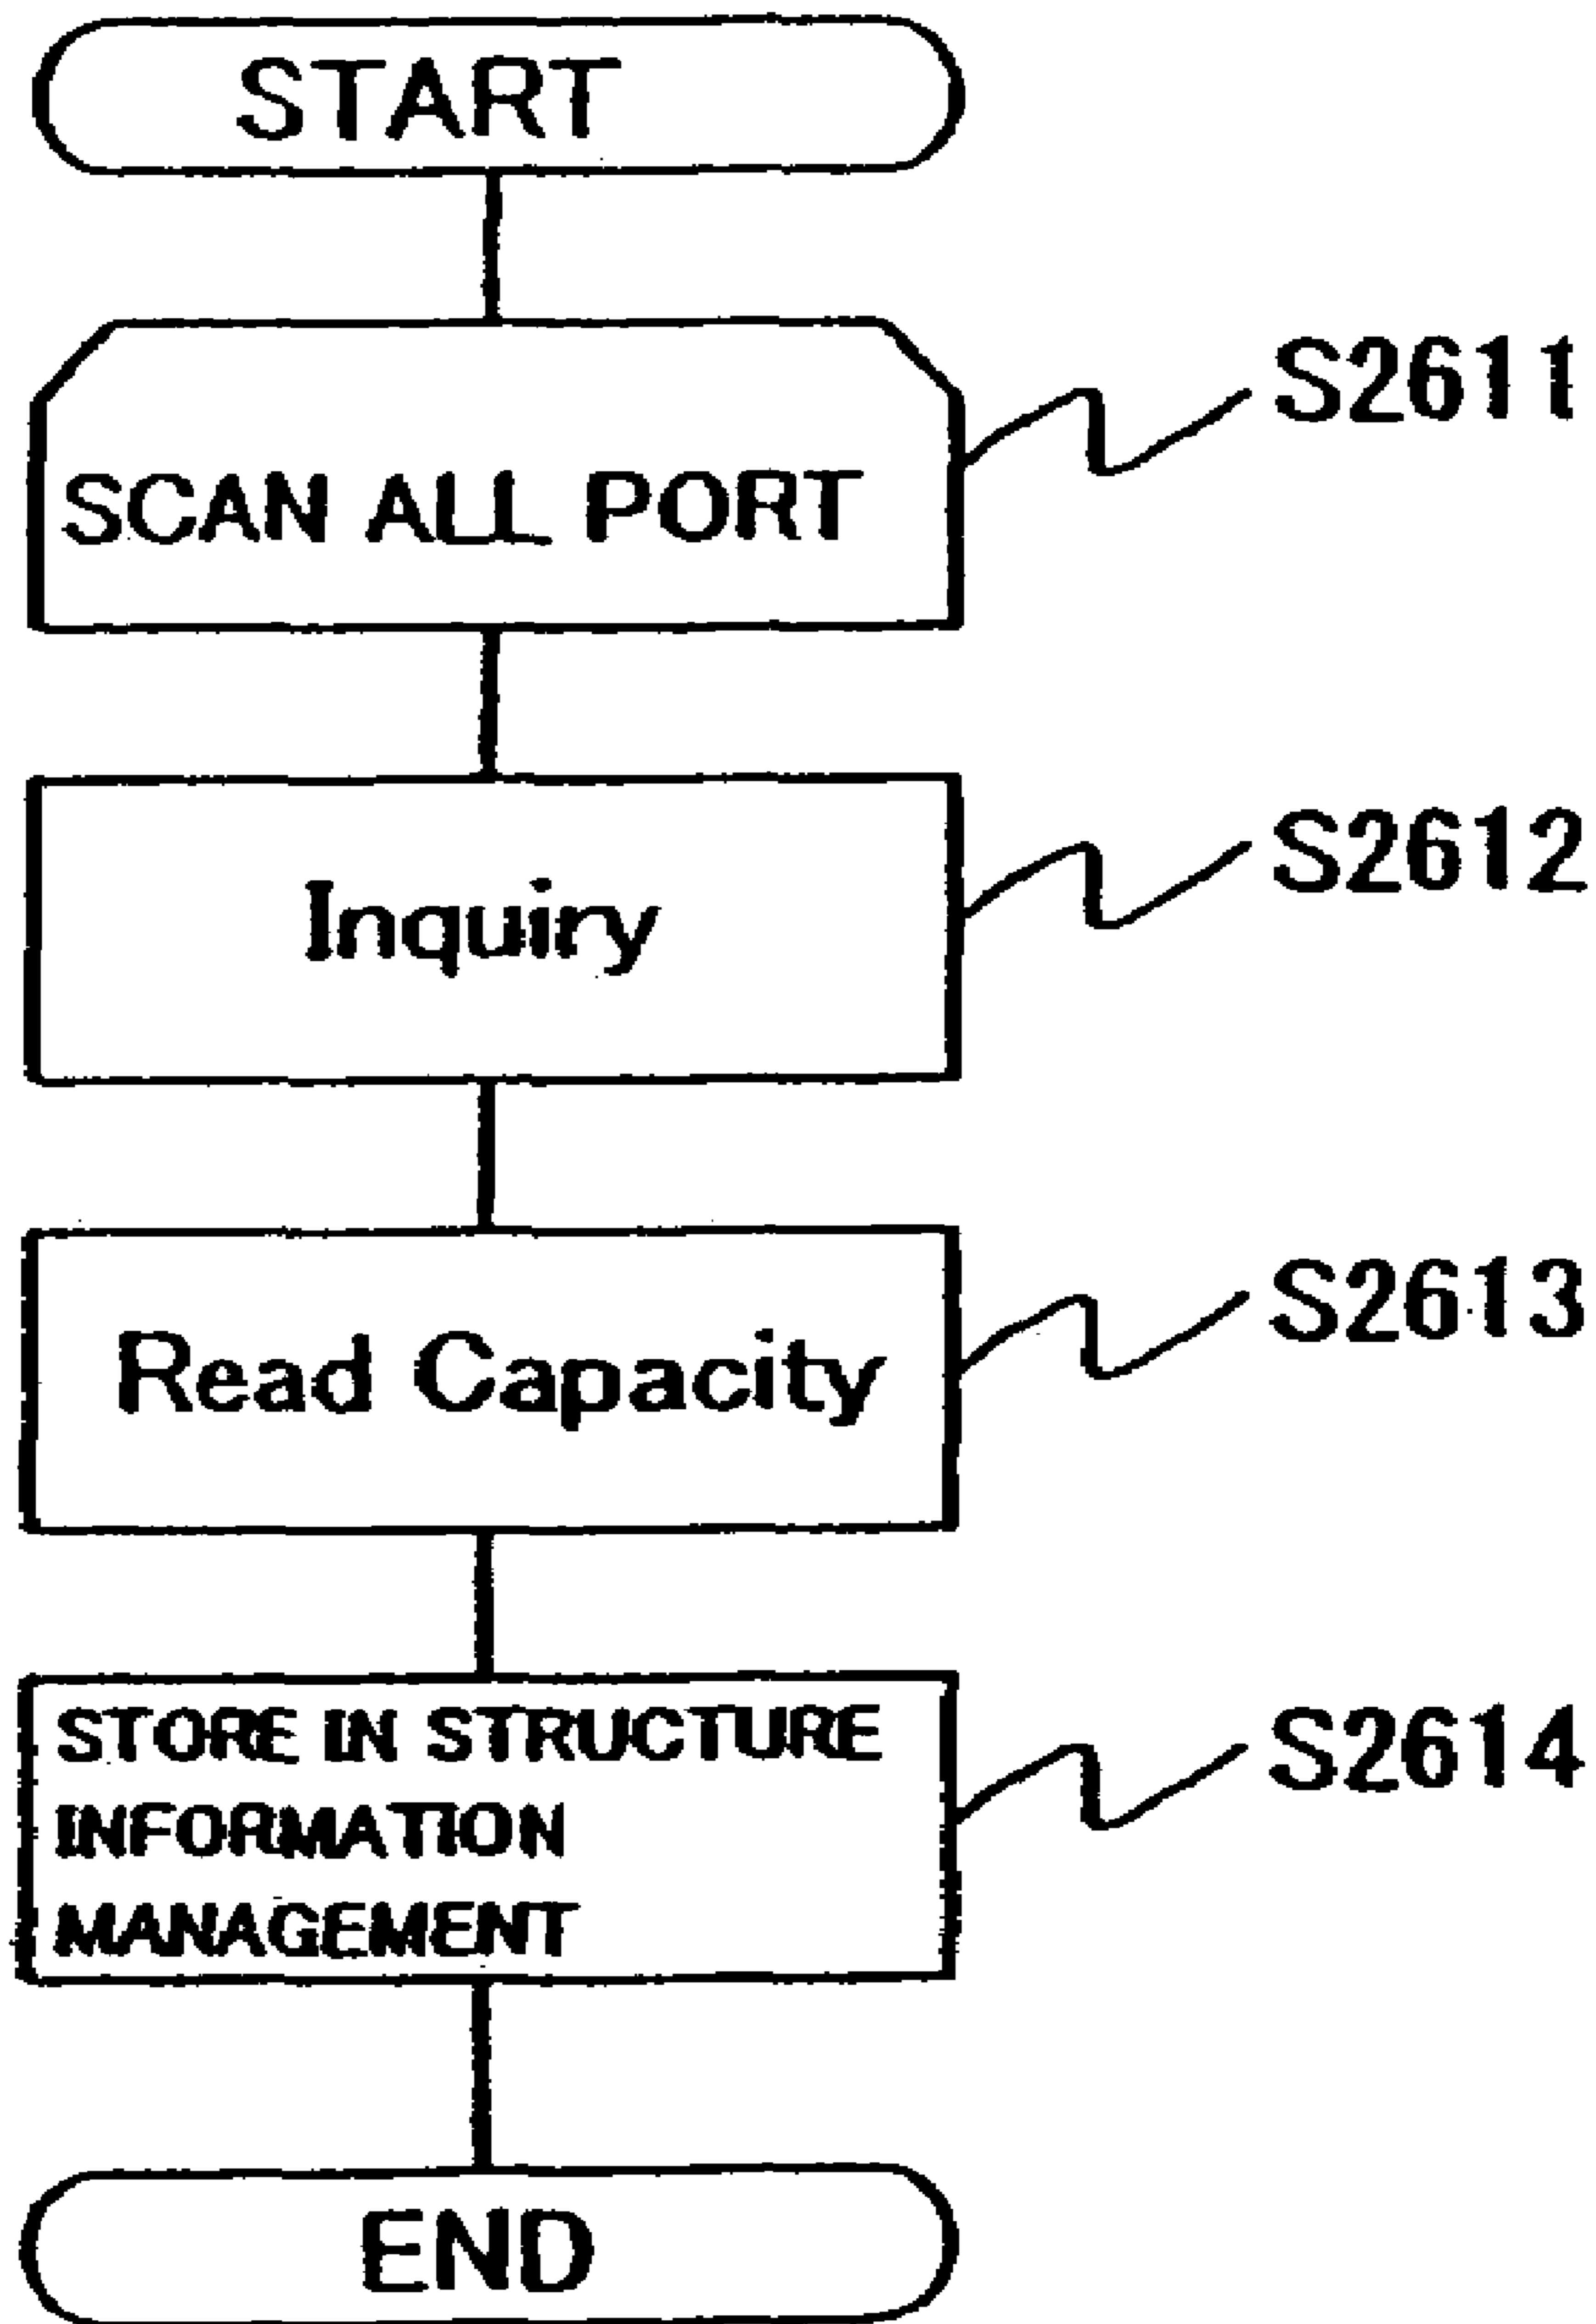 START
SCAN ALL PORT
S2611
Inquiry
S2612
Read Capacity
S2613
STORE IN STRUCTURE
INFORMATION
MANAGEMENT
S2614
END